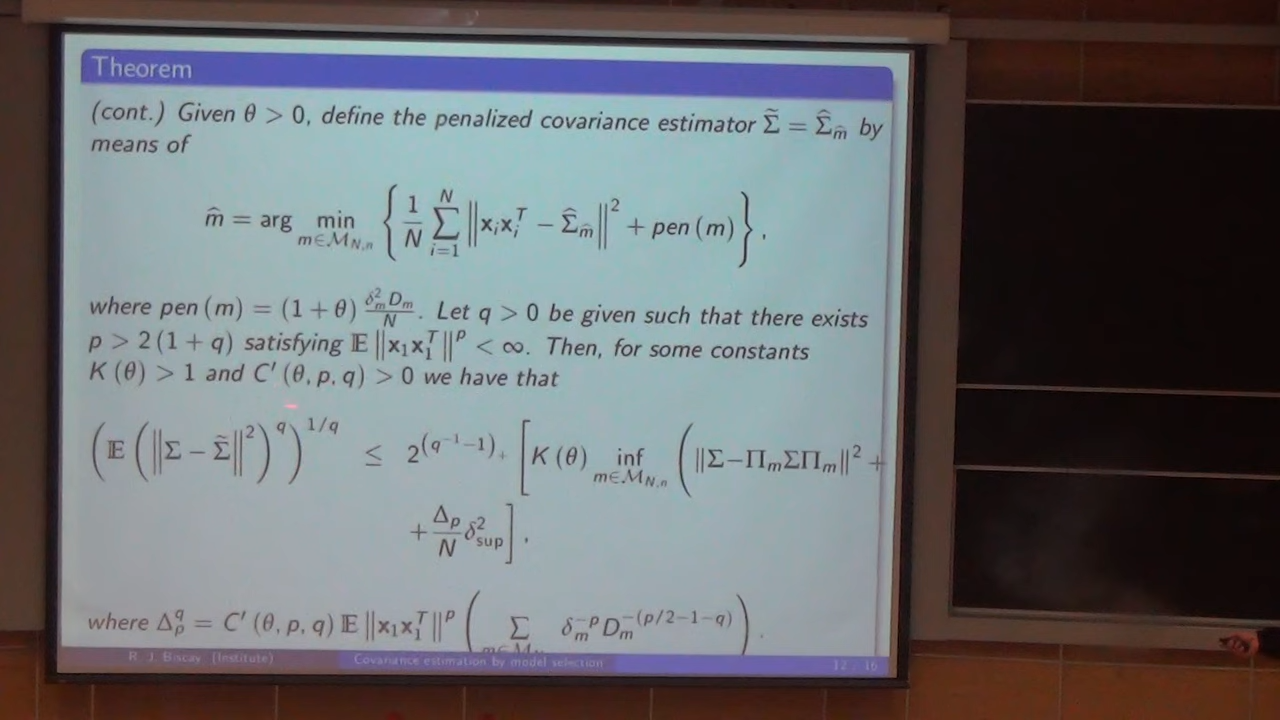 Theorem
(cont.) Given θ > 0, define the penalized covariance estimator Σ̃ = Σ̂_m̂ by
means of
m̂ = arg min_{m∈M_{N,n}} { 1/N ∑_{i=1}^{N} ‖x_i x_i^T − Σ̂_m̂‖² + pen (m) } ,
where pen (m) = (1 + θ) δ_m² D_m / N . Let q > 0 be given such that there exists
p > 2 (1 + q) satisfying 𝔼 ‖x_1 x_1^T‖^p < ∞. Then, for some constants
K (θ) > 1 and C′ (θ, p, q) > 0 we have that
( 𝔼 ( ‖Σ − Σ̃‖² )^q )^{1/q} ≤ 2^{(q^{−1}−1)_+} [ K (θ) inf_{m∈M_{N,n}} ( ‖Σ−Π_mΣΠ_m‖² +
+ Δ_p / N δ²_sup ] ,
where Δ_p^q = C′ (θ, p, q) 𝔼 ‖x_1 x_1^T‖^p ( ∑ δ_m^{−p} D_m^{−(p/2−1−q)} ) .
R. J. Biscay (Institute) Covariance estimation by model selection 12 / 16